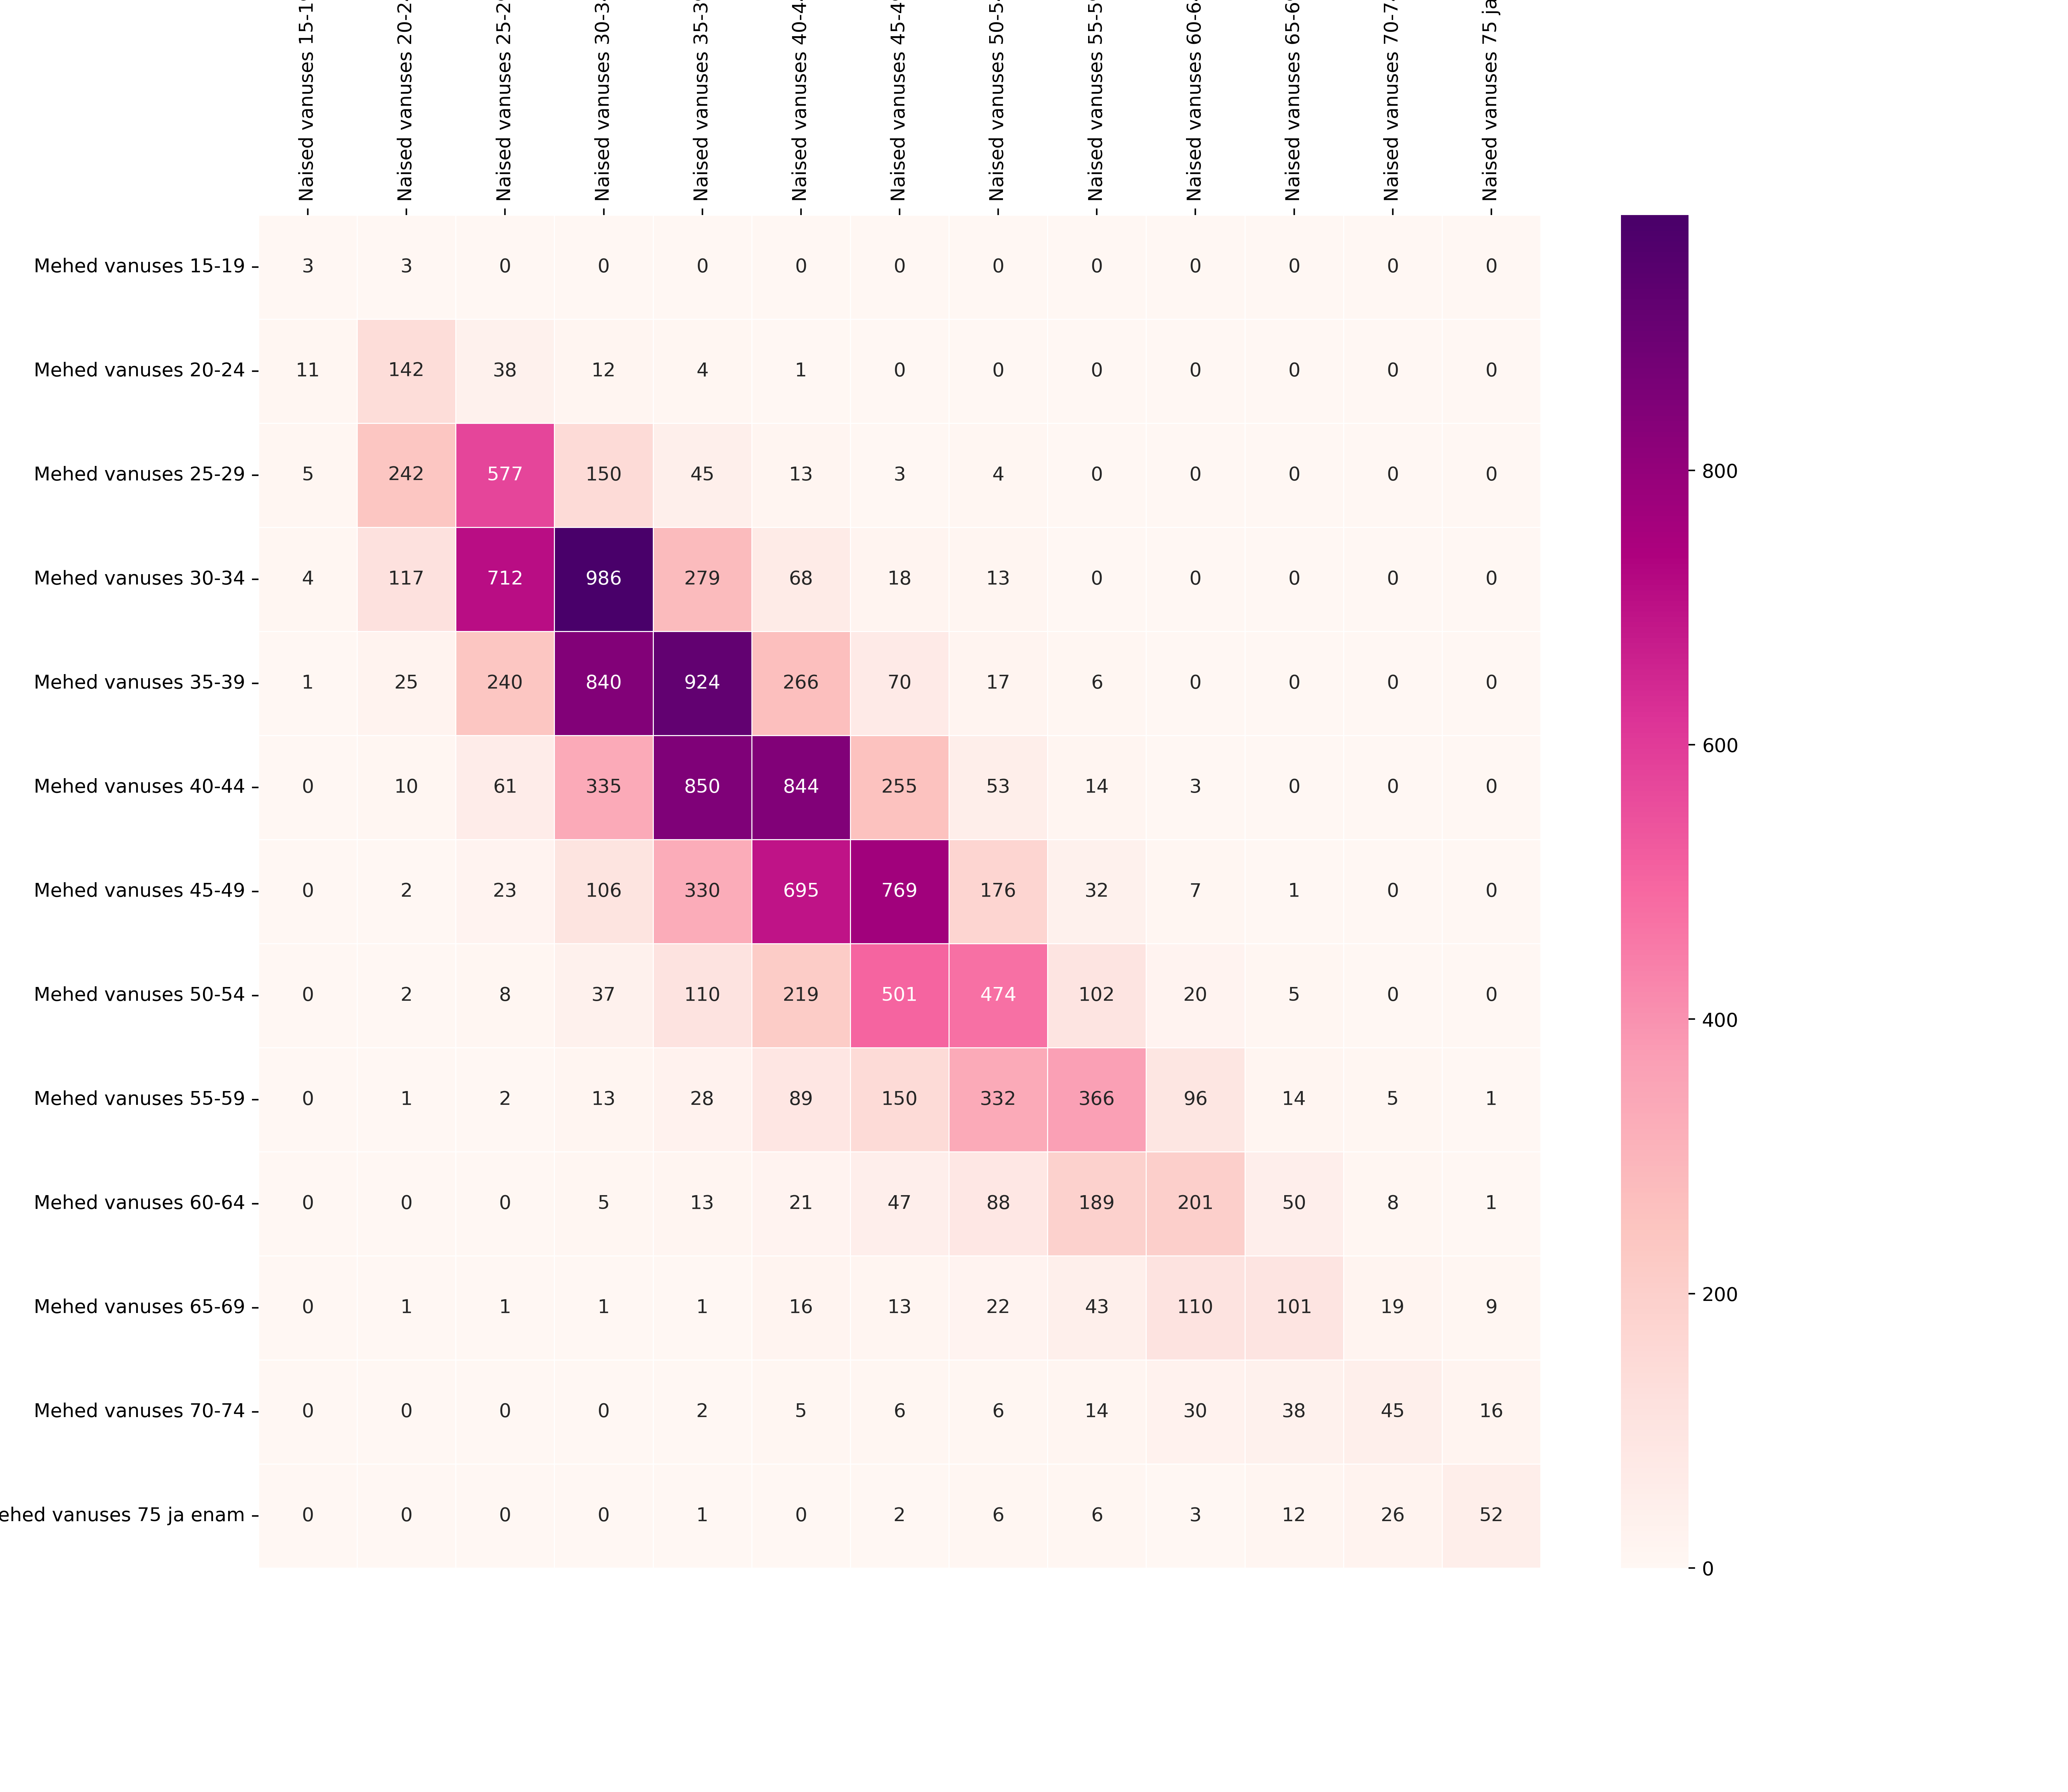 Naised vanuses 15-19
Naised vanuses 20-24
Naised vanuses 25-29
Naised vanuses 30-34
Naised vanuses 35-39
Naised vanuses 40-44
Naised vanuses 45-49
Naised vanuses 50-54
Naised vanuses 55-59
Naised vanuses 60-64
Naised vanuses 65-69
Naised vanuses 70-74
Naised vanuses 75 ja
Mehed vanuses 15-19 3 3 0 0 0 0 0 0 0 0 0 0 0
Mehed vanuses 20-24 11 142 38 12 4 1 0 0 0 0 0 0 0
Mehed vanuses 25-29 5 242 577 150 45 13 3 4 0 0 0 0 0
Mehed vanuses 30-34 4 117 712 986 279 68 18 13 0 0 0 0 0
Mehed vanuses 35-39 1 25 240 840 924 266 70 17 6 0 0 0 0
Mehed vanuses 40-44 0 10 61 335 850 844 255 53 14 3 0 0 0
Mehed vanuses 45-49 0 2 23 106 330 695 769 176 32 7 1 0 0
Mehed vanuses 50-54 0 2 8 37 110 219 501 474 102 20 5 0 0
Mehed vanuses 55-59 0 1 2 13 28 89 150 332 366 96 14 5 1
Mehed vanuses 60-64 0 0 0 5 13 21 47 88 189 201 50 8 1
Mehed vanuses 65-69 0 1 1 1 1 16 13 22 43 110 101 19 9
Mehed vanuses 70-74 0 0 0 0 2 5 6 6 14 30 38 45 16
ehed vanuses 75 ja enam 0 0 0 0 1 0 2 6 6 3 12 26 52
800
600
400
200
0